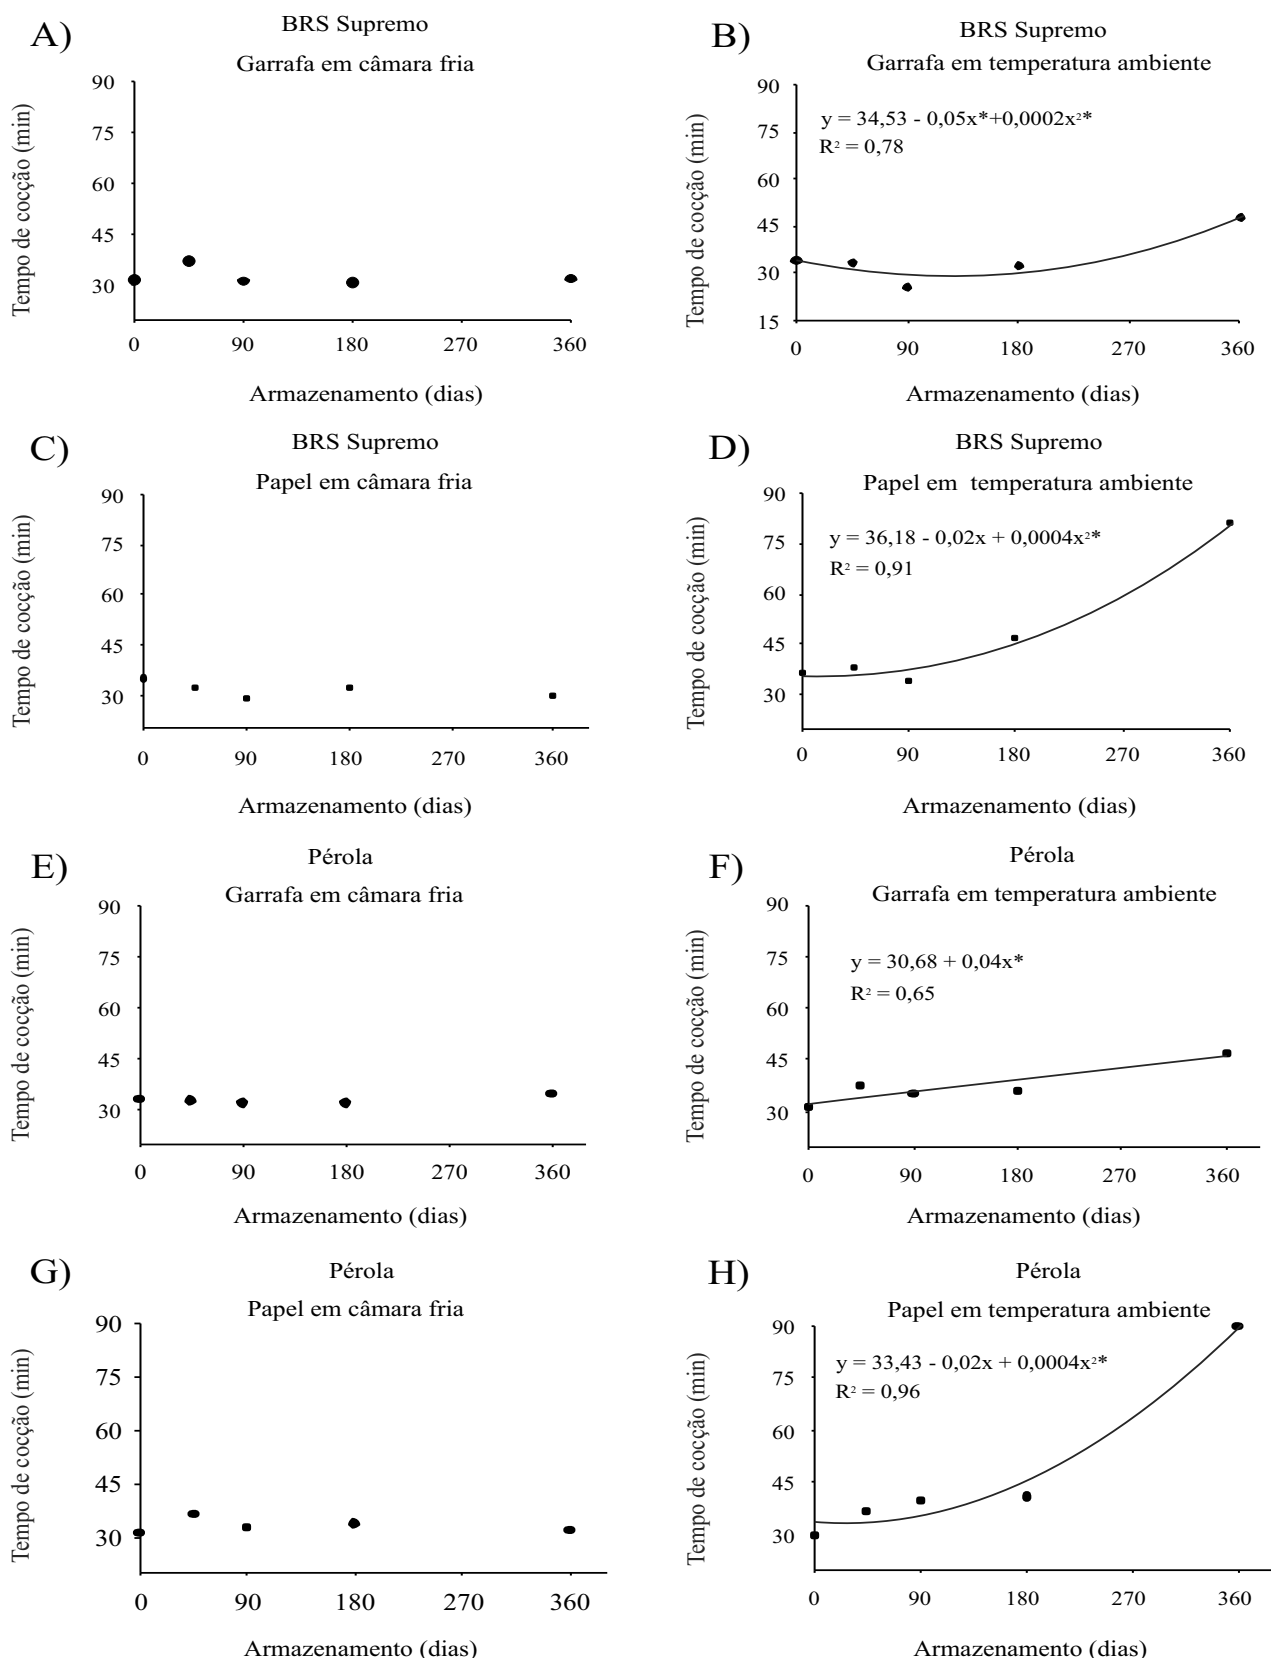 A)
BRS Supremo
Garrafa em câmara fria
Tempo de cocção (min)
90
75
60
45
30
0 90 180 270 360
Armazenamento (dias)
B)
BRS Supremo
Garrafa em temperatura ambiente
y = 34,53 - 0,05x*+0,0002x²*
R² = 0,78
Tempo de cocção (min)
90
75
60
45
30
15
0 90 180 270 360
Armazenamento (dias)
C)
BRS Supremo
Papel em câmara fria
Tempo de cocção (min)
90
75
60
45
30
0 90 180 270 360
Armazenamento (dias)
D)
BRS Supremo
Papel em temperatura ambiente
y = 36,18 - 0,02x + 0,0004x²*
R² = 0,91
Tempo de cocção (min)
90
75
60
45
30
0 90 180 270 360
Armazenamento (dias)
E)
Pérola
Garrafa em câmara fria
Tempo de cocção (min)
90
75
60
45
30
0 90 180 270 360
Armazenamento (dias)
F)
Pérola
Garrafa em temperatura ambiente
y = 30,68 + 0,04x*
R² = 0,65
Tempo de cocção (min)
90
75
60
45
30
0 90 180 270 360
Armazenamento (dias)
G)
Pérola
Papel em câmara fria
Tempo de cocção (min)
90
75
60
45
30
0 90 180 270 360
Armazenamento (dias)
H)
Pérola
Papel em temperatura ambiente
y = 33,43 - 0,02x + 0,0004x²*
R² = 0,96
Tempo de cocção (min)
90
75
60
45
30
0 90 180 270 360
Armazenamento (dias)